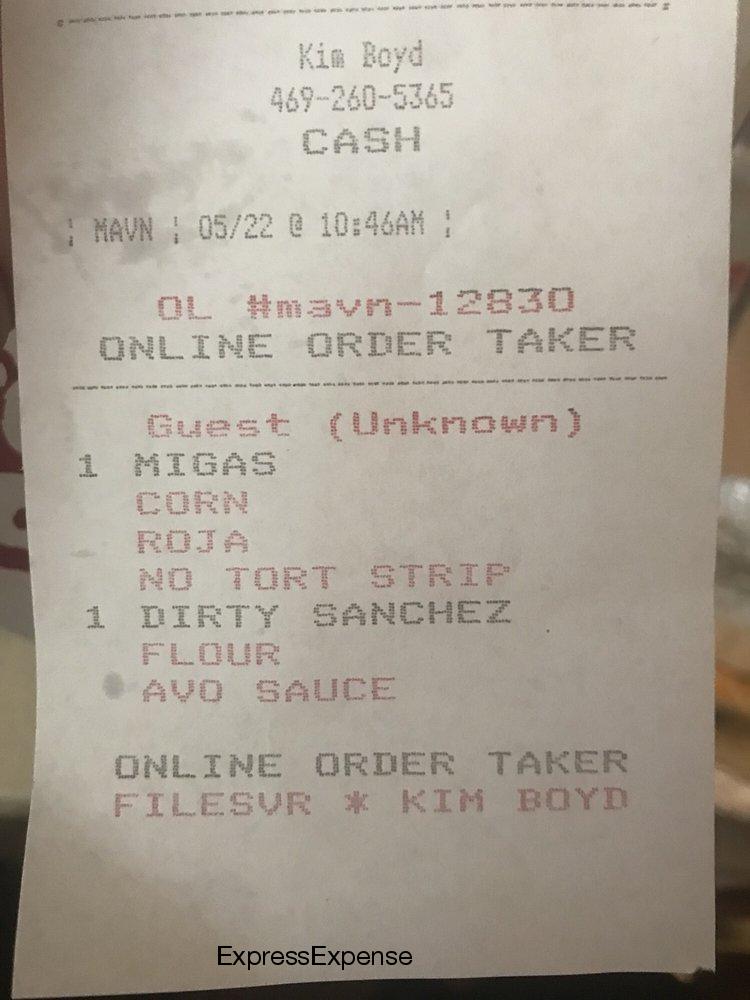 Kim Boyd
469-260-5365
CASH
¦ MAVN ¦ 05/22 @ 10:46AM ¦
OL #mavn-12830
ONLINE ORDER TAKER
Guest (Unknown)
1 MIGAS
CORN
ROJA
NO TORT STRIP
1 DIRTY SANCHEZ
FLOUR
AVO SAUCE
ONLINE ORDER TAKER
FILESVR * KIM BOYD
ExpressExpense